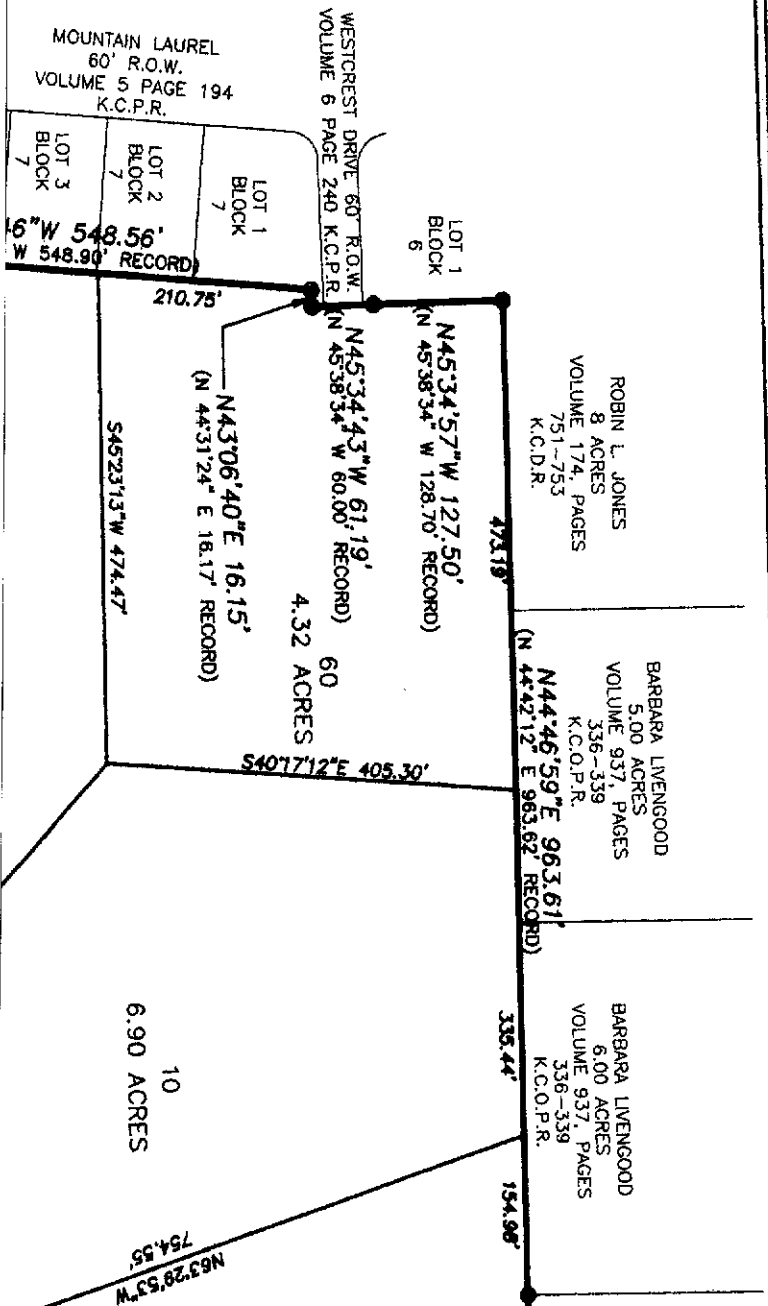 MOUNTAIN LAUREL
60' R.O.W.
VOLUME 5 PAGE 194
K.C.P.R.
WESTCREST DRIVE 60' R.O.W.
VOLUME 6 PAGE 240 K.C.P.R.
LOT 3
BLOCK
7
LOT 2
BLOCK
7
LOT 1
BLOCK
7
LOT 1
BLOCK
6
16"W 548.56'
W 548.90' RECORD)
210.75'
N43°06'40"E 16.15'
(N 44°31'24" E 16.17' RECORD)
N45°34'43"W 61.19'
(N 45°38'34" W 60.00' RECORD)
N45°34'57"W 127.50'
(N 45°38'34" W 128.70' RECORD)
ROBIN L. JONES
8 ACRES
VOLUME 174, PAGES
751-753
K.C.D.R.
473.19'
BARBARA LIVENGOOD
5.00 ACRES
VOLUME 937, PAGES
336-339
K.C.O.P.R.
N44°46'59"E 963.61'
(N 44°42'12" E 963.62' RECORD)
BARBARA LIVENGOOD
6.00 ACRES
VOLUME 937, PAGES
336-339
K.C.O.P.R.
335.44'
154.98'
60
4.32 ACRES
S45°23'13"W 474.47'
S40°17'12"E 405.30'
10
6.90 ACRES
N63°29'53"W
754.55'